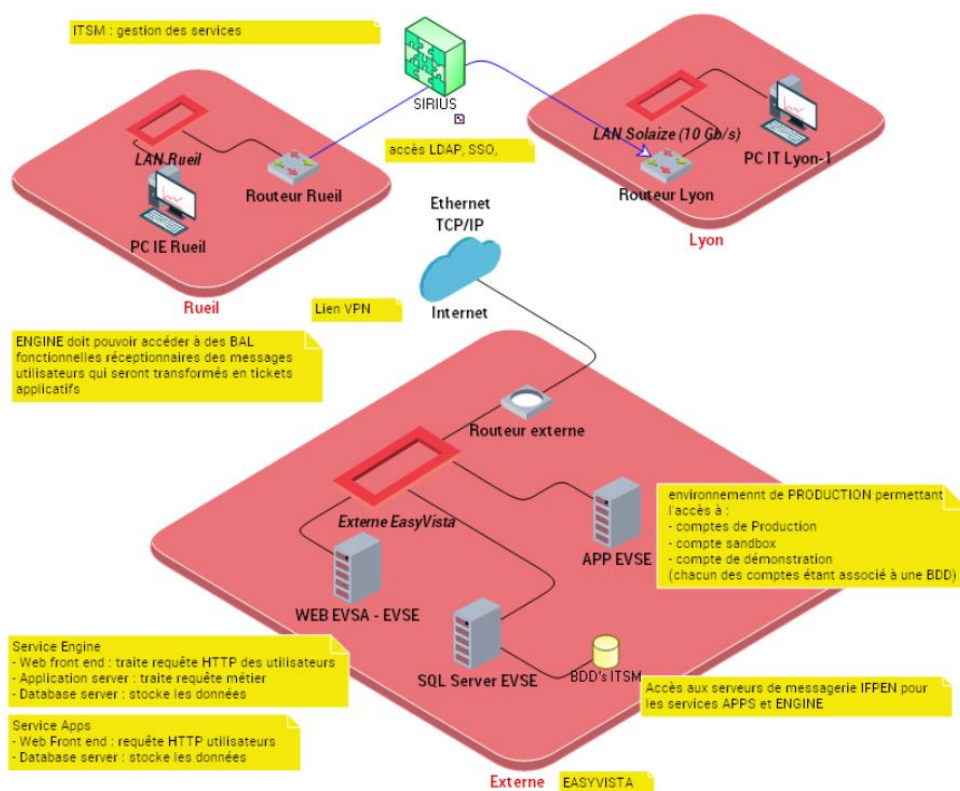 ITSM : gestion des services
SIRIUS
accès LDAP, SSO,
LAN Rueil
Routeur Rueil
PC IE Rueil
Rueil
LAN Solaize (10 Gb/s)
PC IT Lyon-1
Routeur Lyon
Lyon
Ethernet
TCP/IP
Lien VPN
Internet
ENGINE doit pouvoir accéder à des BAL
fonctionnelles réceptionnaires des messages
utilisateurs qui seront transformés en tickets
applicatifs
Routeur externe
Externe EasyVista
APP EVSE
environnemennt de PRODUCTION permettant
l'accès à :
- comptes de Production
- compte sandbox
- compte de démonstration
(chacun des comptes étant associé à une BDD)
WEB EVSA - EVSE
SQL Server EVSE
BDD's ITSM
Service Engine
- Web front end : traite requête HTTP des utilisateurs
- Application server : traite requête métier
- Database server : stocke les données
Accès aux serveurs de messagerie IFPEN pour
les services APPS et ENGINE
Service Apps
- Web Front end : requête HTTP utilisateurs
- Database server : stocke les données
Externe
EASYVISTA